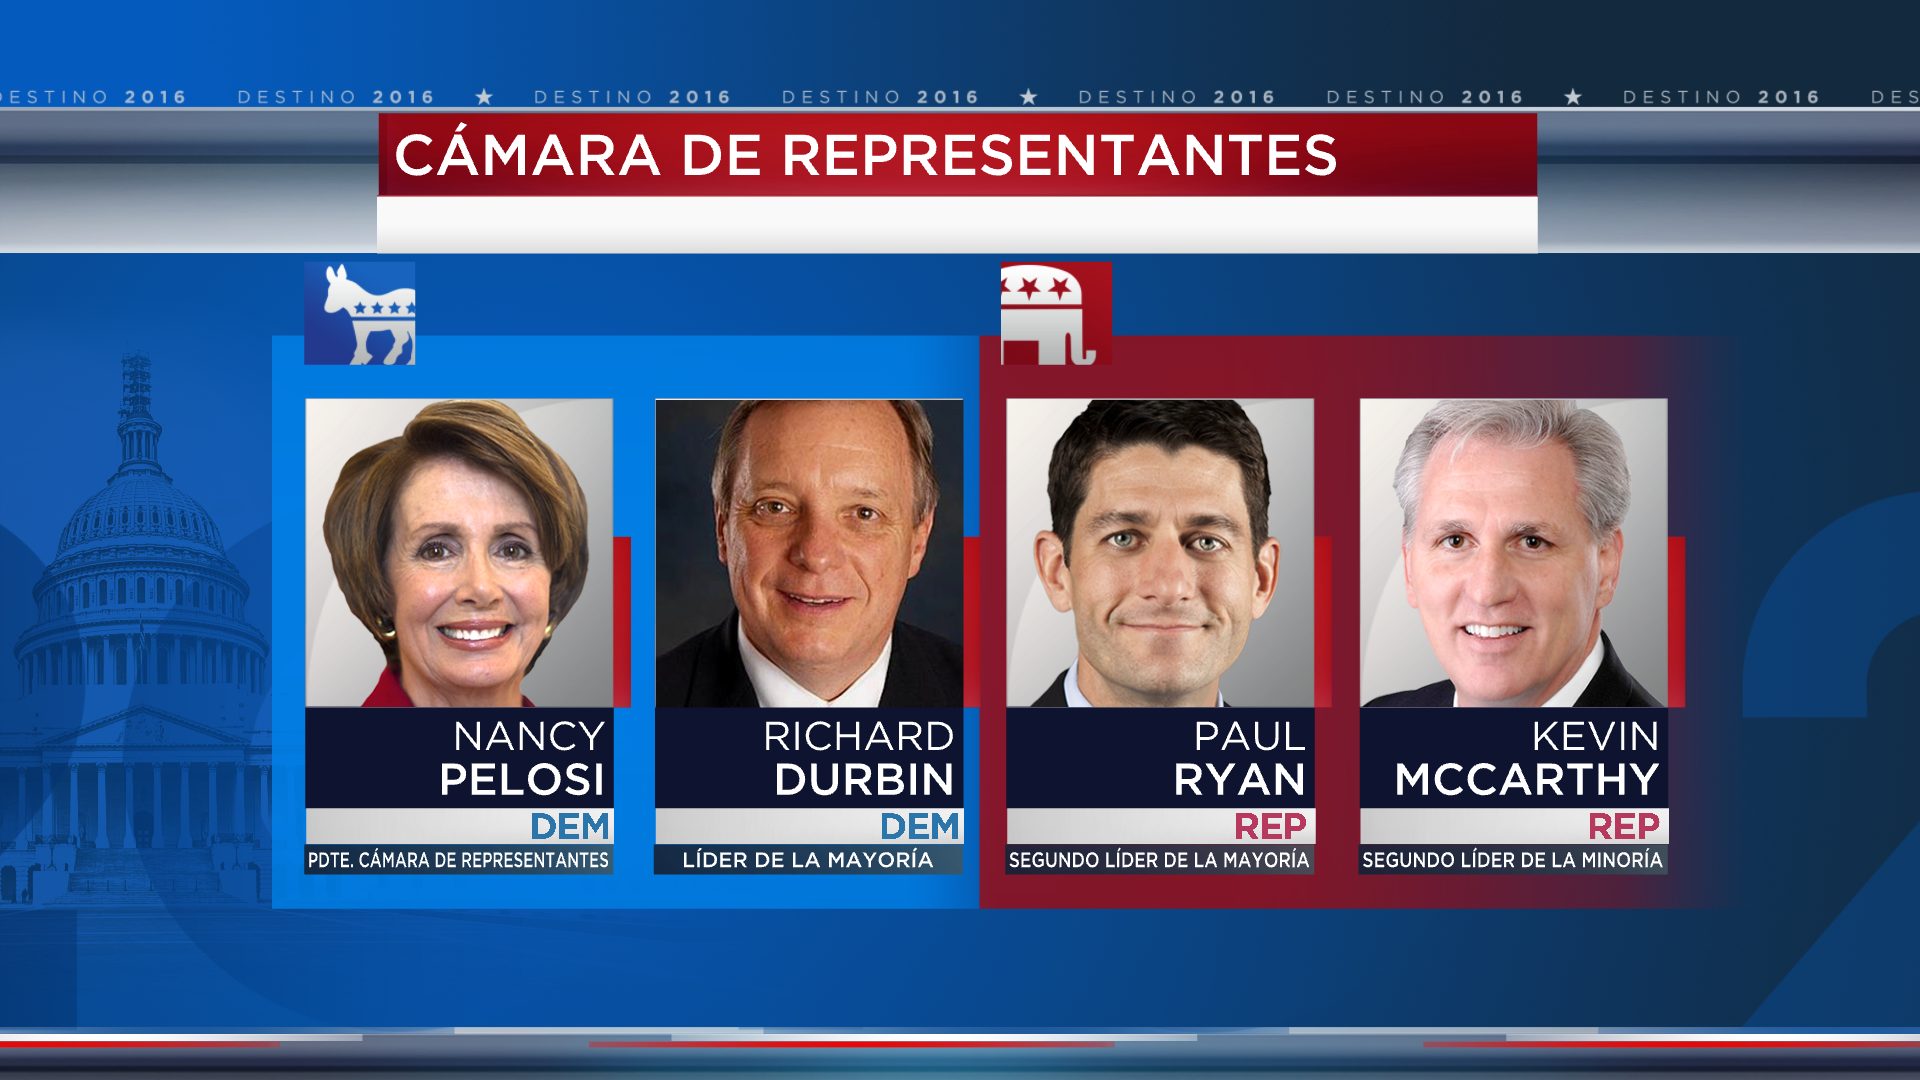 DESTINO 2016 DESTINO 2016 ★ DESTINO 2016 DESTINO 2016 ★ DESTINO 2016 DESTINO 2016 ★ DESTINO 2016 DES
CÁMARA DE REPRESENTANTES
NANCY
PELOSI
DEM
PDTE. CÁMARA DE REPRESENTANTES
RICHARD
DURBIN
DEM
LÍDER DE LA MAYORÍA
PAUL
RYAN
REP
SEGUNDO LÍDER DE LA MAYORÍA
KEVIN
MCCARTHY
REP
SEGUNDO LÍDER DE LA MINORÍA